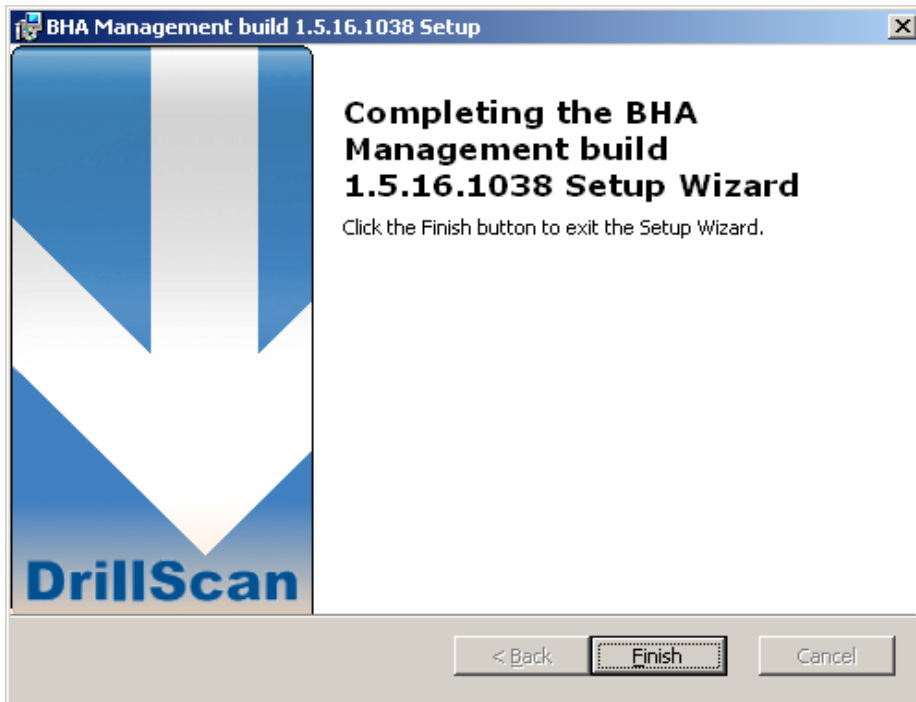 BHA Management build 1.5.16.1038 Setup
Completing the BHA
Management build
1.5.16.1038 Setup Wizard
Click the Finish button to exit the Setup Wizard.
DrillScan
< Back
Finish
Cancel